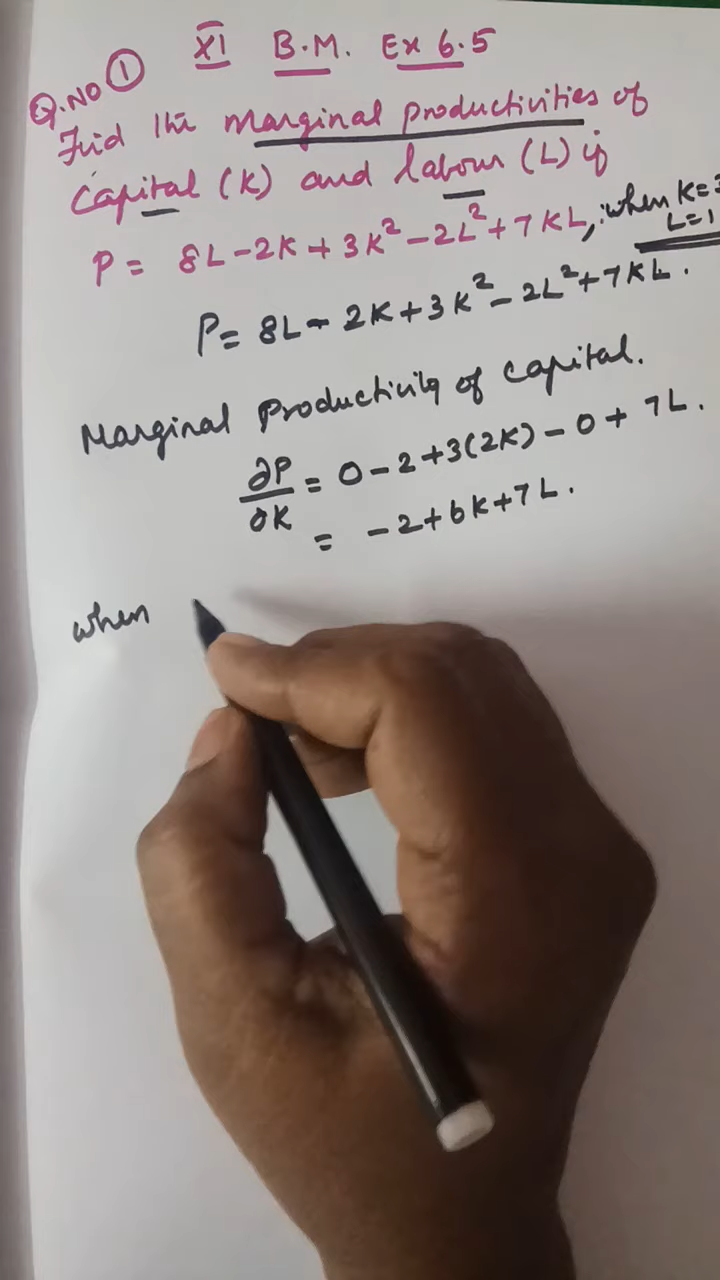 XI B.M. Ex 6.5
Q.NO 1
Find the marginal productivities of
Capital (K) and labour (L) if
P = 8L-2K+3K²-2L²+7KL, when K=3
L=1
P= 8L-2K+3K²-2L²+7KL.
Marginal Productivity of capital.
∂P/∂K = 0-2+3(2K)-0+7L.
= -2+6K+7L.
when